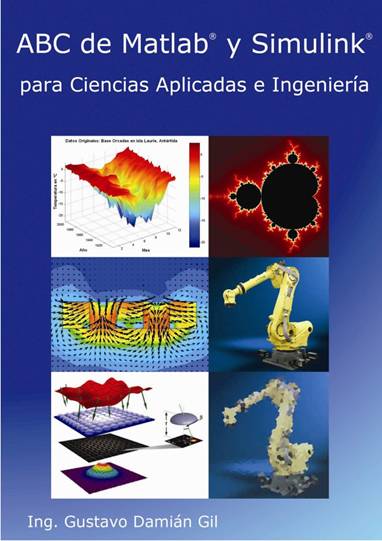 ABC de Matlab® y Simulink®
para Ciencias Aplicadas e Ingeniería
Datos Originales: Base Orcadas en Isla Laurie, Antártida
Temperatura en °C
Año
Mes
Ing. Gustavo Damián Gil